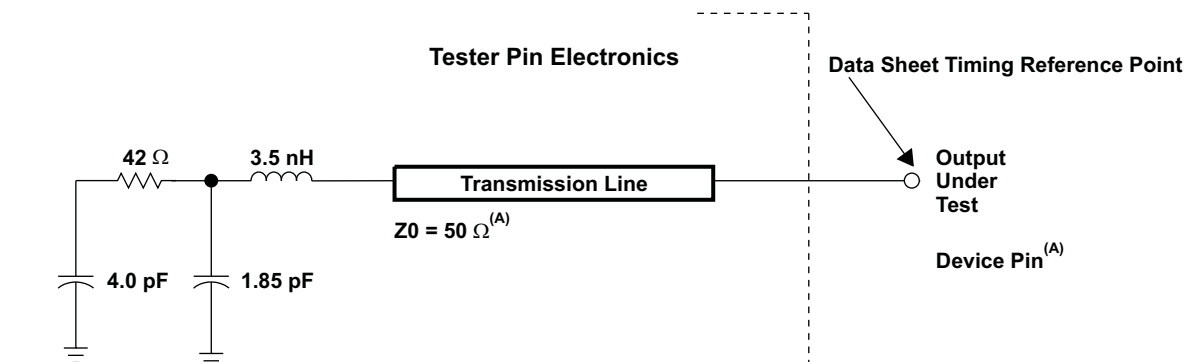 Tester Pin Electronics
Data Sheet Timing Reference Point
42 Ω
3.5 nH
Transmission Line
Output
Under
Test
Z0 = 50 Ω(A)
Device Pin(A)
4.0 pF
1.85 pF